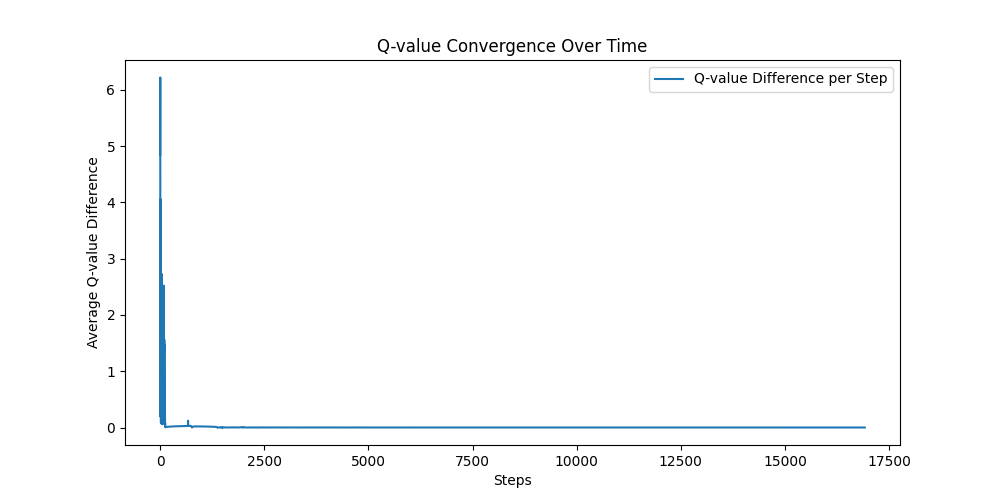 Q-value Convergence Over Time
Q-value Difference per Step
Average Q-value Difference
6
5
4
3
2
1
0
0 2500 5000 7500 10000 12500 15000 17500
Steps